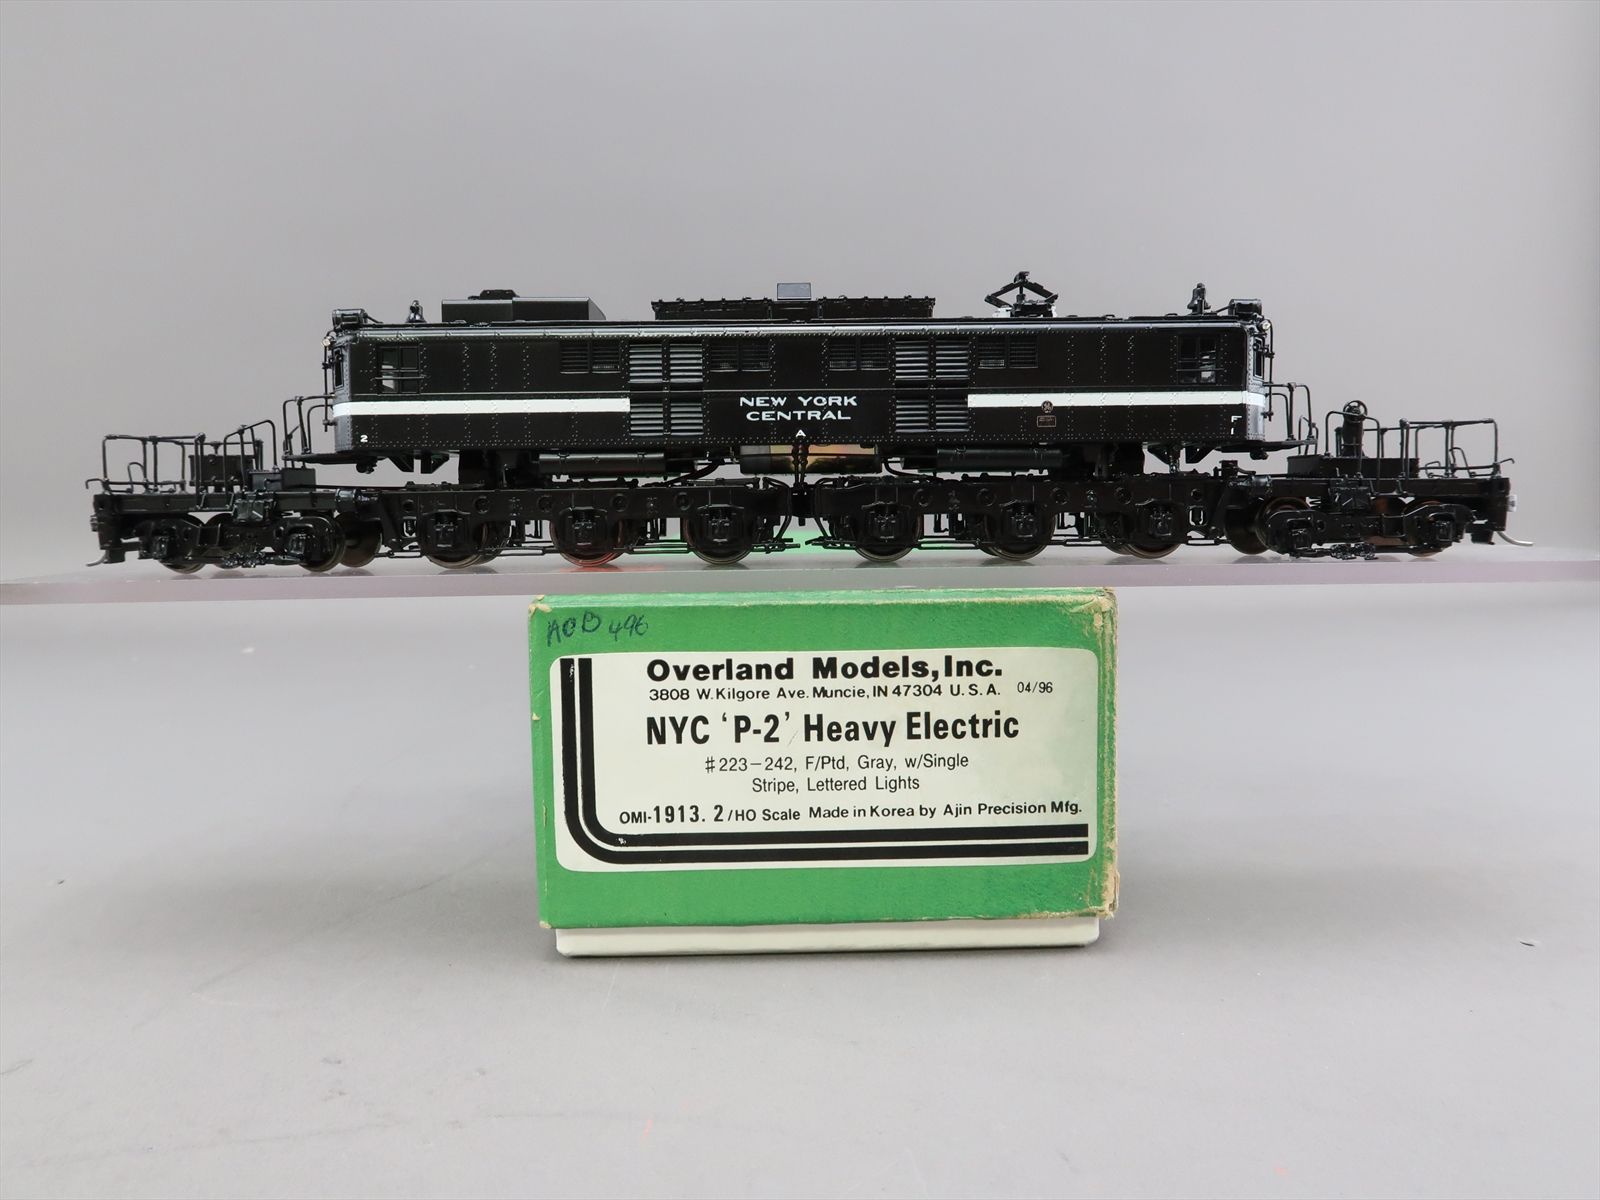 NEW YORK
CENTRAL
A
2
F
1
AOB 496
Overland Models, Inc.
3808 W. Kilgore Ave. Muncie, IN 47304 U.S.A. 04/96
NYC 'P-2' Heavy Electric
#223-242, F/Ptd, Gray, w/Single
Stripe, Lettered Lights
OMI-1913.2/HO Scale Made in Korea by Ajin Precision Mfg.